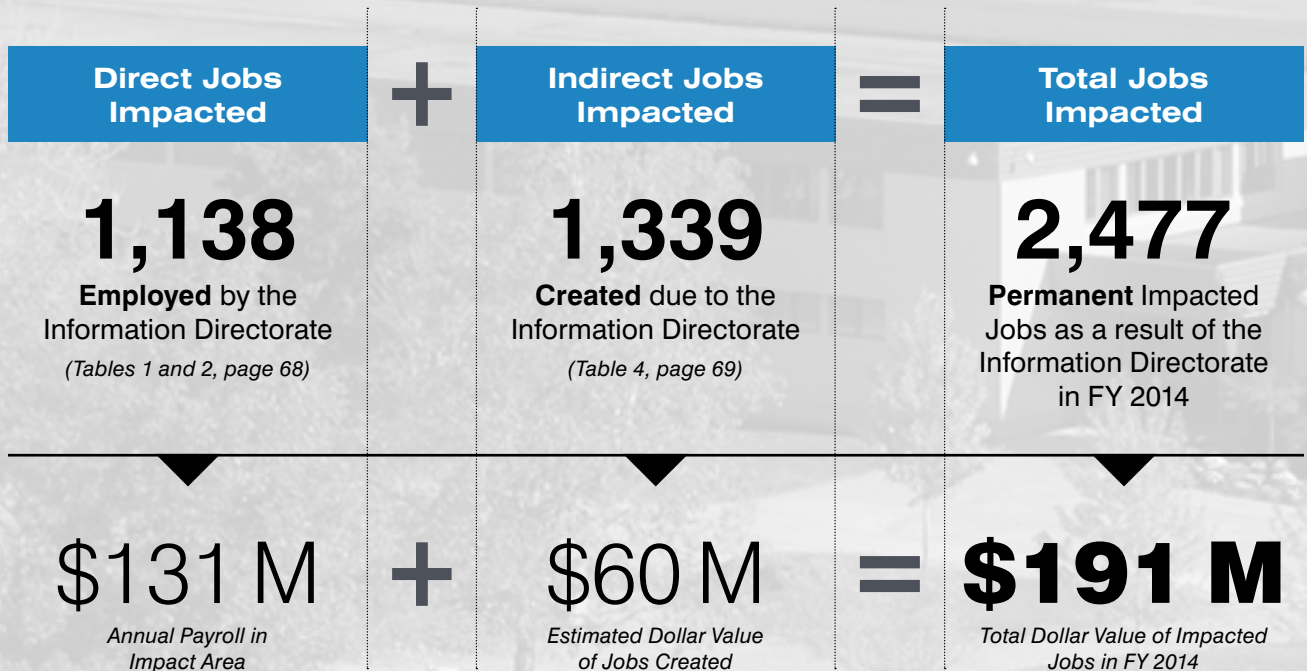 Direct Jobs
Impacted
+
Indirect Jobs
Impacted
=
Total Jobs
Impacted
1,138
Employed by the
Information Directorate
(Tables 1 and 2, page 68)
1,339
Created due to the
Information Directorate
(Table 4, page 69)
2,477
Permanent Impacted
Jobs as a result of the
Information Directorate
in FY 2014
$131 M
+
$60 M
=
$191 M
Annual Payroll in
Impact Area
Estimated Dollar Value
of Jobs Created
Total Dollar Value of Impacted
Jobs in FY 2014